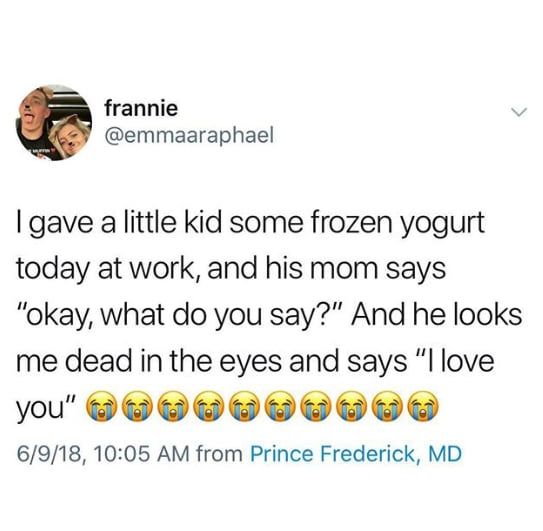 frannie
@emmaaraphael
I gave a little kid some frozen yogurt
today at work, and his mom says
"okay, what do you say?" And he looks
me dead in the eyes and says "I love
you" 😭😭😭😭😭😭😭😭😭😭
6/9/18, 10:05 AM from Prince Frederick, MD